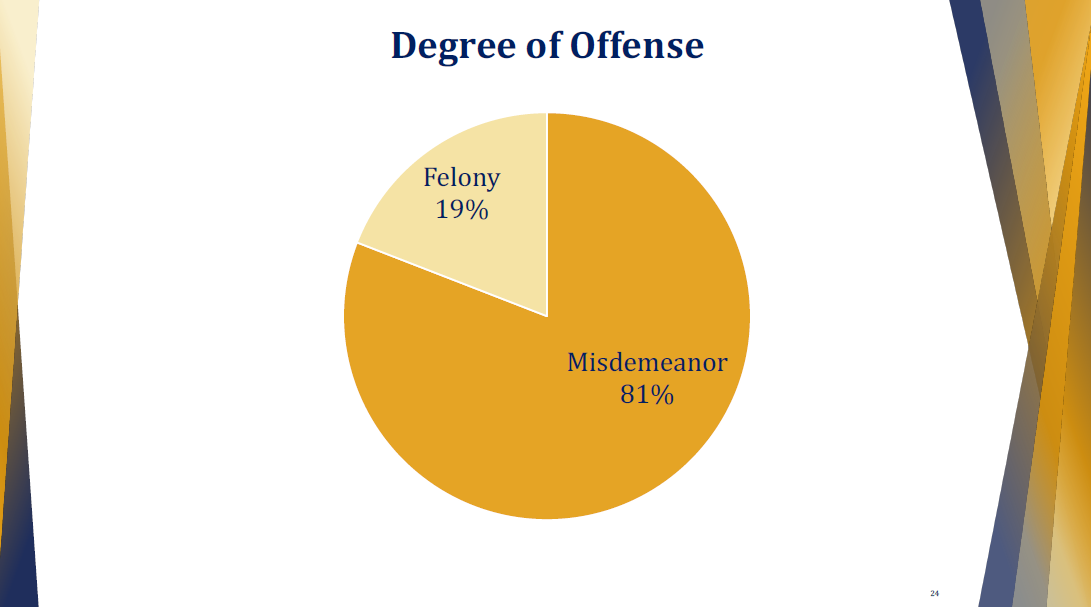 Degree of Offense
Felony
19%
Misdemeanor
81%
24